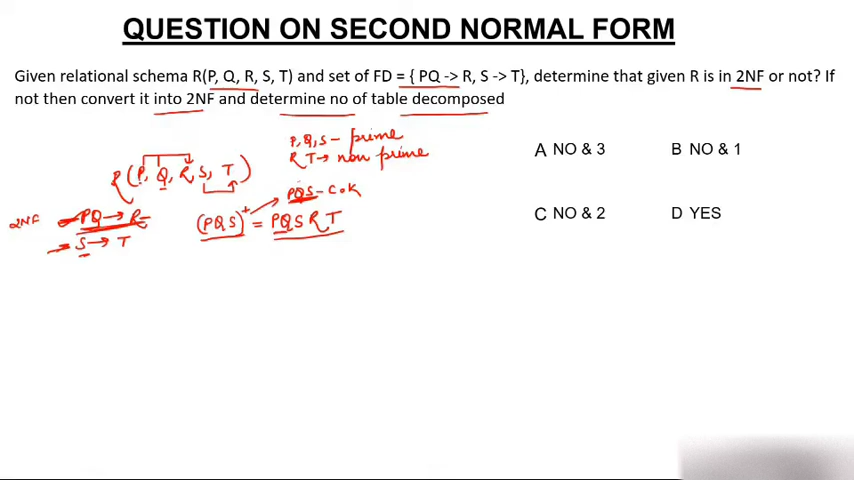 QUESTION ON SECOND NORMAL FORM
Given relational schema R(P, Q, R, S, T) and set of FD = { PQ -> R, S -> T}, determine that given R is in 2NF or not? If
not then convert it into 2NF and determine no of table decomposed
P, Q, S - prime
R T → non prime
A NO & 3
B NO & 1
R (P, Q, R, S, T)
PQS - C.K
2NF PQ → R
(PQS)+ = PQSRT
S → T
C NO & 2
D YES